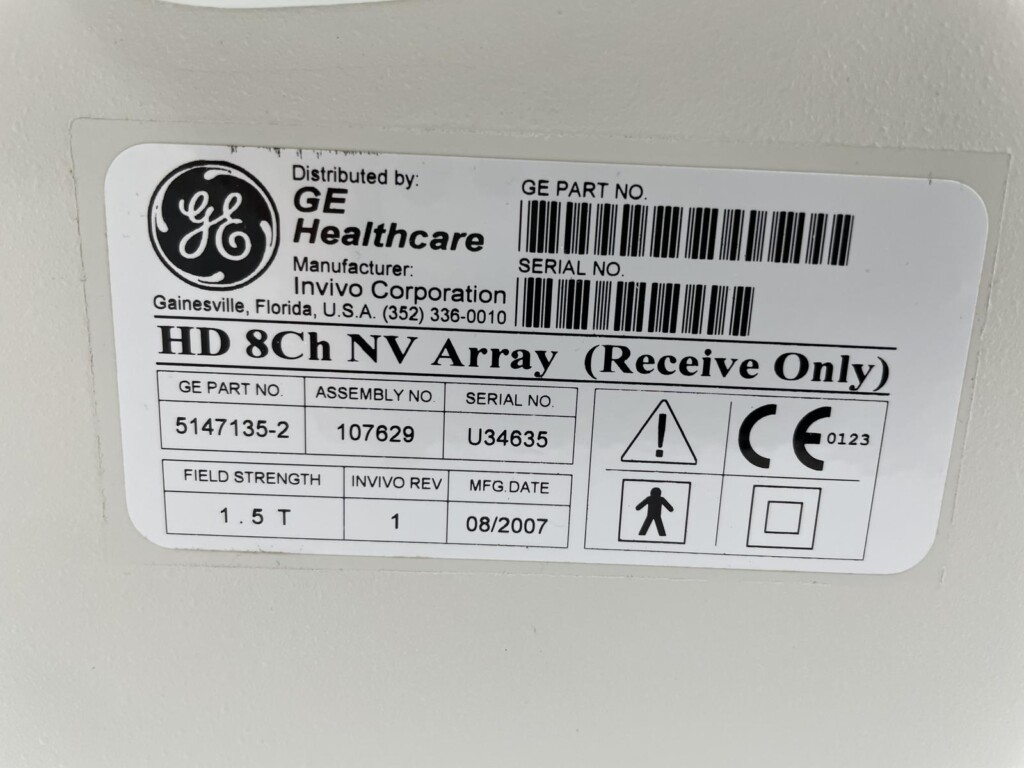 GE
Distributed by:
GE
Healthcare
Manufacturer:
Invivo Corporation
Gainesville, Florida, U.S.A. (352) 336-0010
GE PART NO.
SERIAL NO.
HD 8Ch NV Array (Receive Only)
GE PART NO. ASSEMBLY NO. SERIAL NO.
5147135-2 107629 U34635
FIELD STRENGTH INVIVO REV MFG.DATE
1.5 T 1 08/2007
!
CE 0123